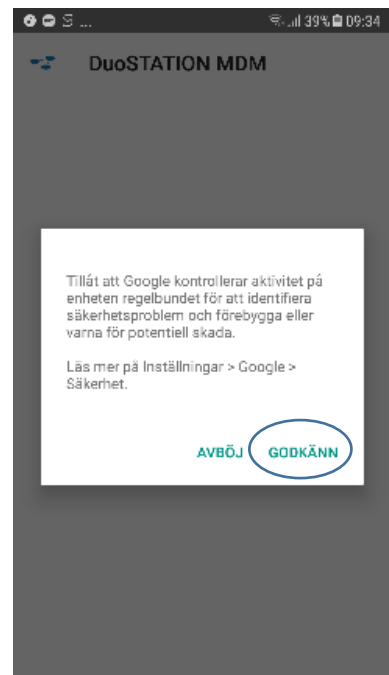 S ... 39% 09:34
DuoSTATION MDM
Tillåt att Google kontrollerar aktivitet på
enheten regelbundet för att identifiera
säkerhetsproblem och förebygga eller
varna för potentiell skada.
Läs mer på Inställningar > Google >
Säkerhet.
AVBÖJ GODKÄNN